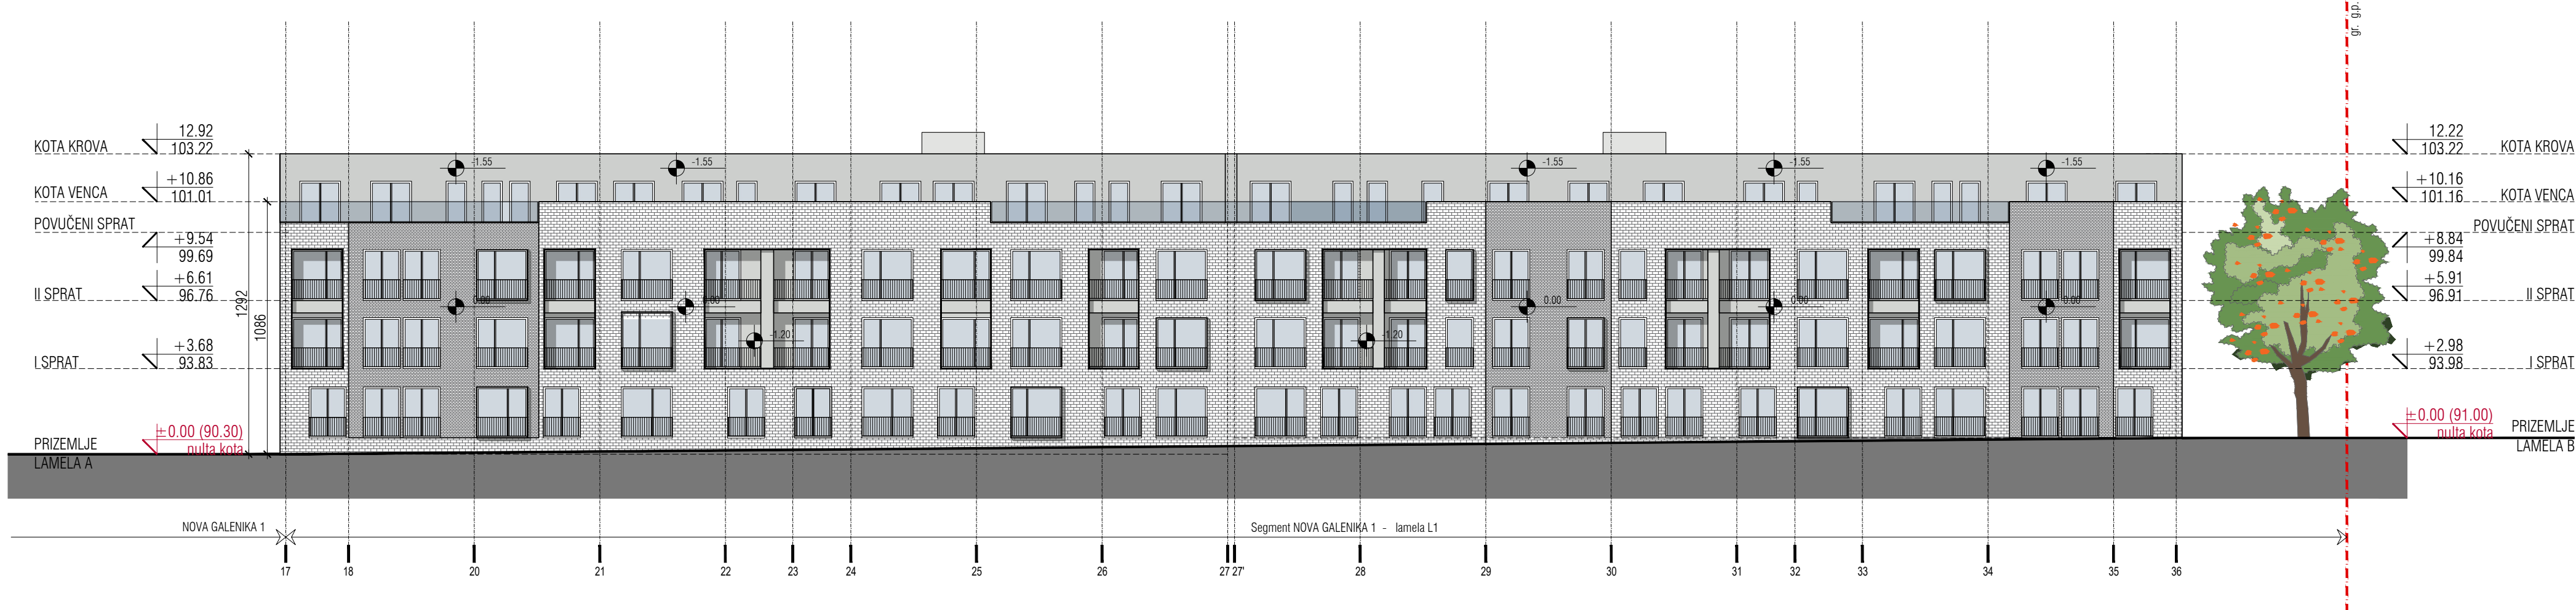 gr. g.p.
KOTA KROVA
12.92
103.22
KOTA VENCA
+10.86
101.01
POVUČENI SPRAT
+9.54
99.69
II SPRAT
+6.61
96.76
I SPRAT
+3.68
93.83
PRIZEMLJE
±0.00 (90.30)
nulta kota
LAMELA A
1292
1086
-1.55
-1.55
-1.55
-1.55
-1.55
0.00
0.00
0.00
0.00
0.00
-1.20
-1.20
12.22
103.22
KOTA KROVA
+10.16
101.16
KOTA VENCA
POVUČENI SPRAT
+8.84
99.84
+5.91
96.91
II SPRAT
+2.98
93.98
I SPRAT
±0.00 (91.00)
nulta kota
PRIZEMLJE
LAMELA B
NOVA GALENIKA 1
Segment NOVA GALENIKA 1 - lamela L1
17 18 20 21 22 23 24 25 26 27 27' 28 29 30 31 32 33 34 35 36